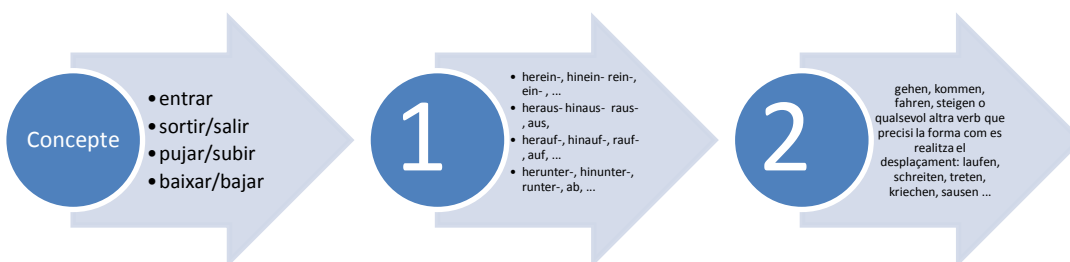 Concepte
•entrar
•sortir/salir
•pujar/subir
•baixar/bajar
1
• herein-, hinein- rein-,
ein- , ...
• heraus- hinaus- raus-
, aus,
• herauf-, hinauf-, rauf-
, auf, ...
• herunter-, hinunter-,
runter-, ab, ...
2
gehen, kommen,
fahren, steigen o
qualsevol altra verb que
precisi la forma com es
realitza el
desplaçament: laufen,
schreiten, treten,
kriechen, sausen ...